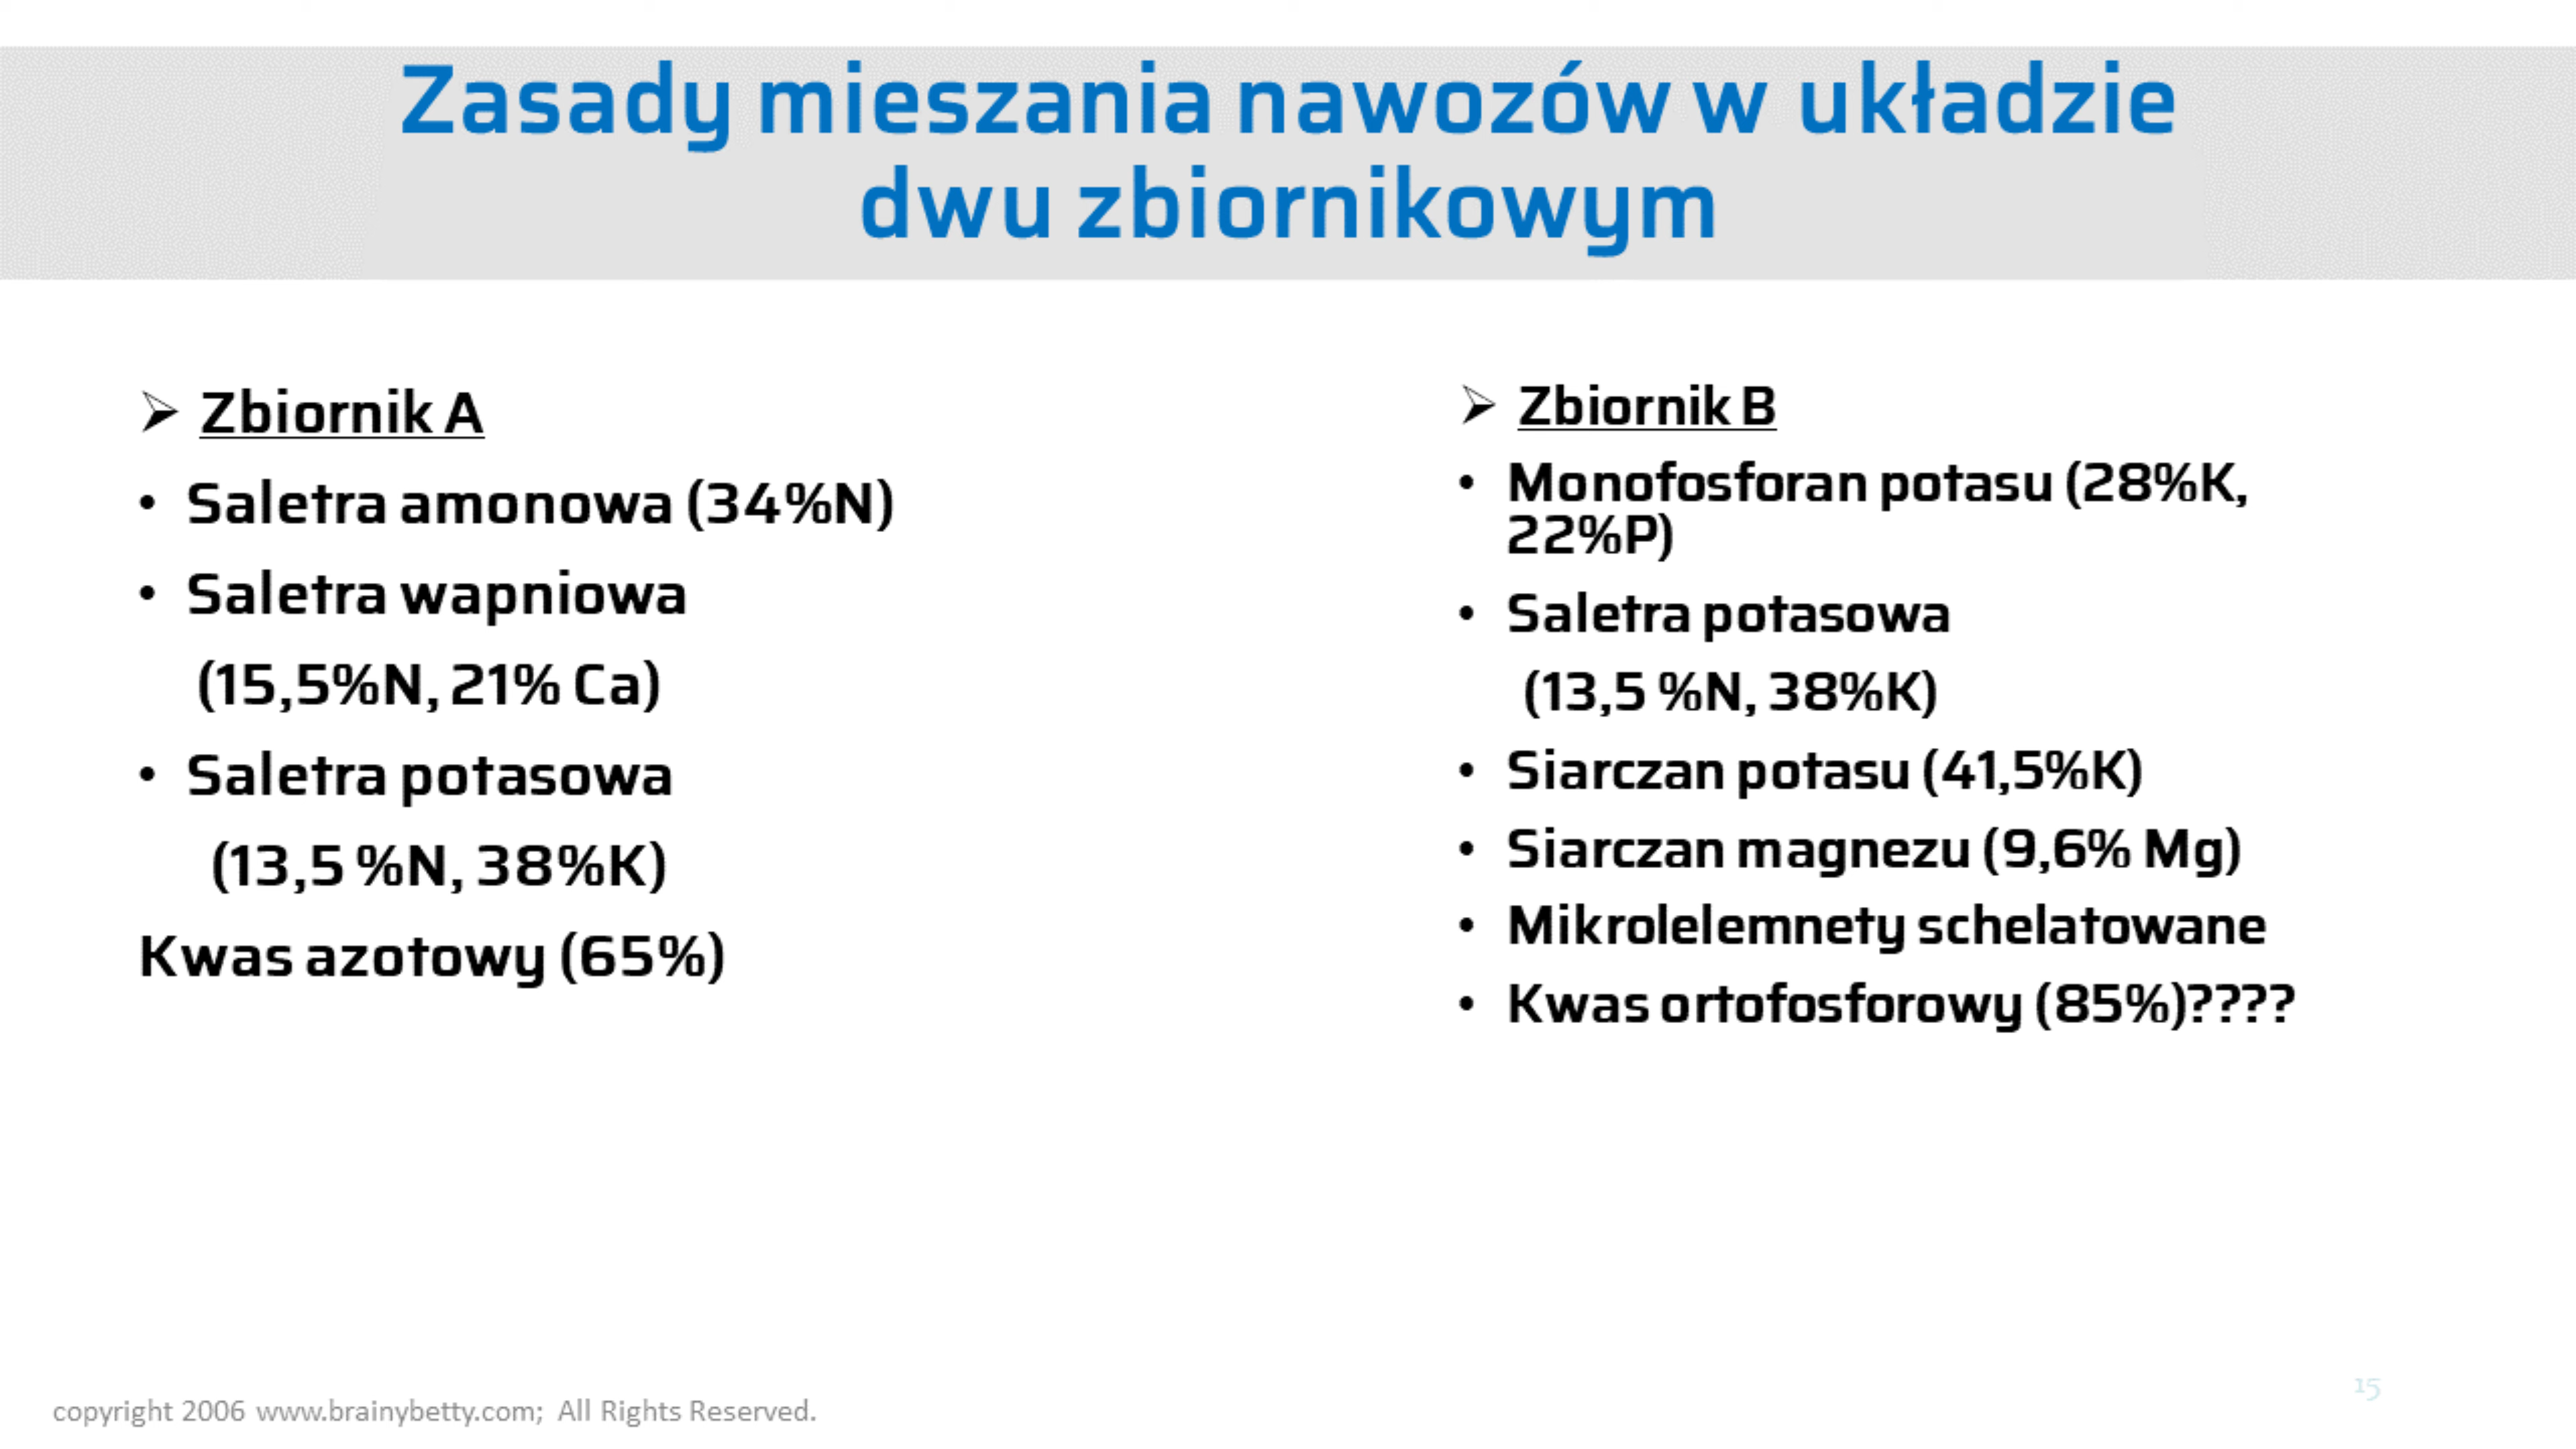 Zasady mieszania nawozów w układzie
dwu zbiornikowym
➢ Zbiornik A
• Saletra amonowa (34%N)
• Saletra wapniowa
(15,5%N, 21% Ca)
• Saletra potasowa
(13,5 %N, 38%K)
Kwas azotowy (65%)
➢ Zbiornik B
• Monofosforan potasu (28%K,
22%P)
• Saletra potasowa
(13,5 %N, 38%K)
• Siarczan potasu (41,5%K)
• Siarczan magnezu (9,6% Mg)
• Mikrolelemnety schelatowane
• Kwas ortofosforowy (85%)????
copyright 2006 www.brainybetty.com; All Rights Reserved.
15